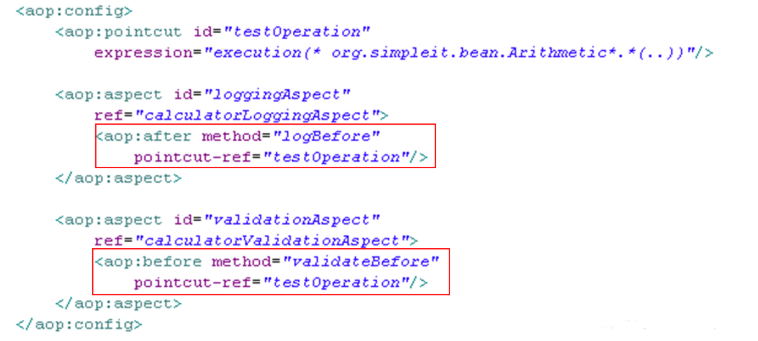 <aop:config>
<aop:pointcut id="testOperation"
expression="execution(* org.simpleit.bean.Arithmetic*.*(..))"/>
<aop:aspect id="loggingAspect"
ref="calculatorLoggingAspect">
<aop:after method="logBefore"
pointcut-ref="testOperation"/>
</aop:aspect>
<aop:aspect id="validationAspect"
ref="calculatorValidationAspect">
<aop:before method="validateBefore"
pointcut-ref="testOperation"/>
</aop:aspect>
</aop:config>